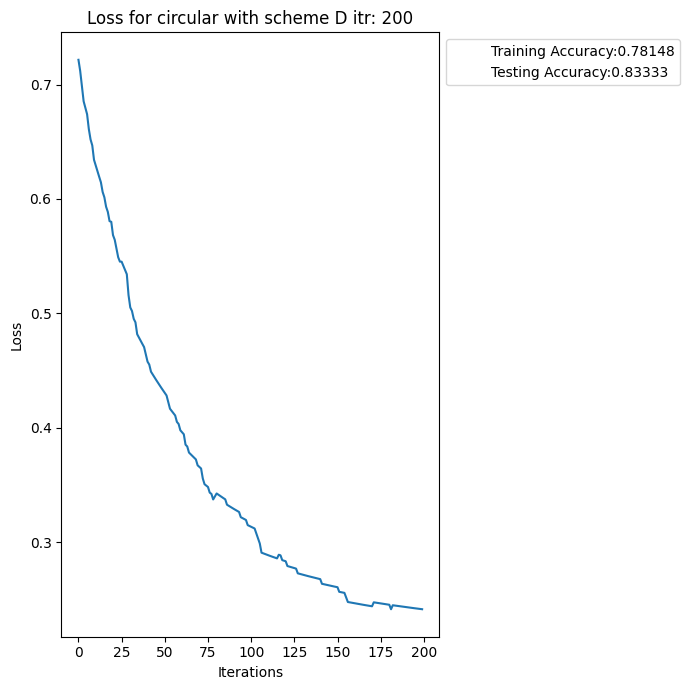 Loss for circular with scheme D itr: 200
Training Accuracy:0.78148
Testing Accuracy:0.83333
0.7
0.6
0.5
0.4
0.3
Loss
0 25 50 75 100 125 150 175 200
Iterations